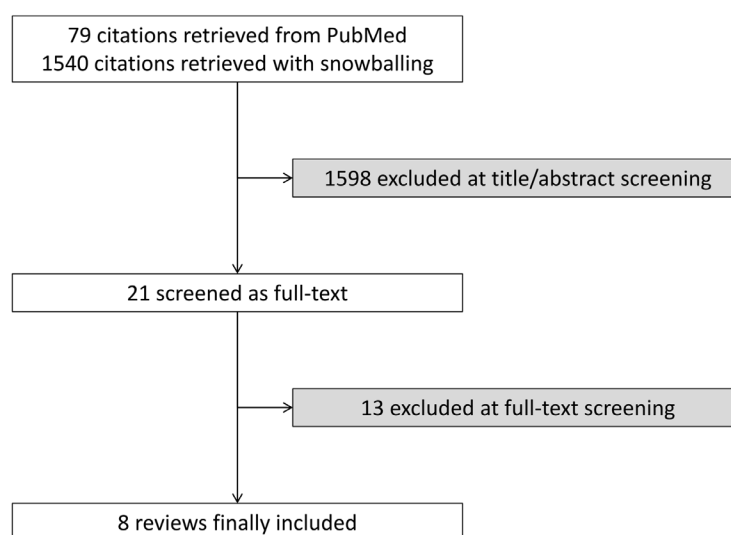 79 citations retrieved from PubMed
1540 citations retrieved with snowballing
1598 excluded at title/abstract screening
21 screened as full-text
13 excluded at full-text screening
8 reviews finally included